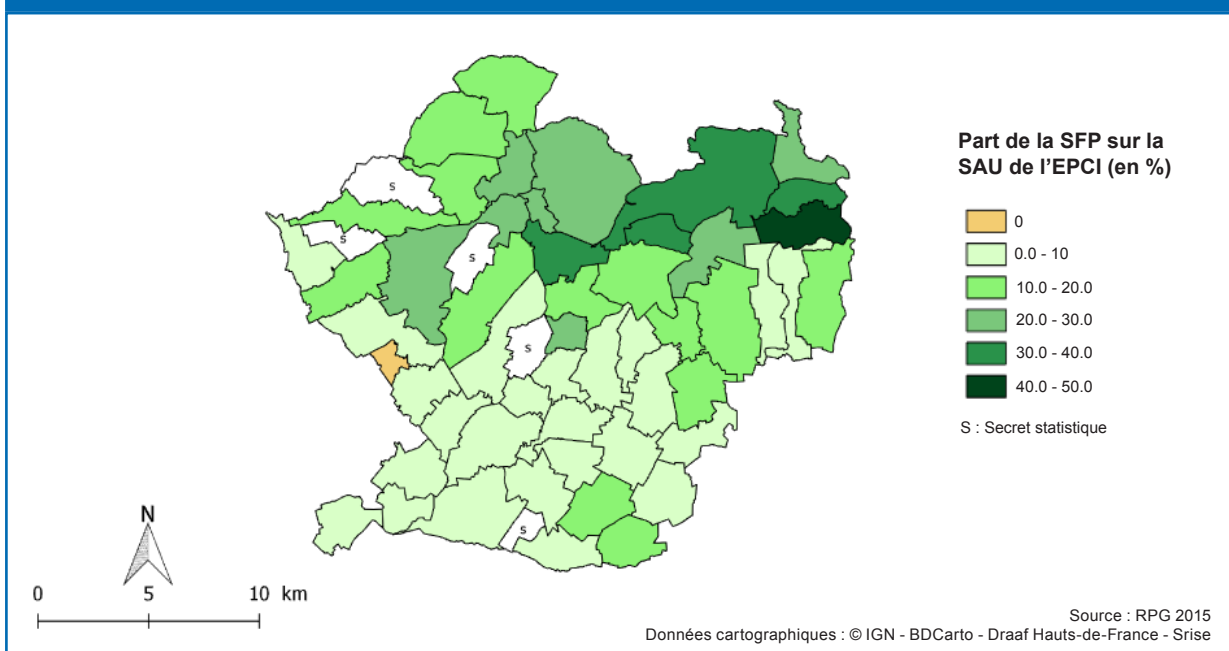 Part de la SFP sur la
SAU de l'EPCI (en %)
0
0.0 - 10
10.0 - 20.0
20.0 - 30.0
30.0 - 40.0
40.0 - 50.0
S : Secret statistique
s
s
s
s
s
N
0 5 10 km
Source : RPG 2015
Données cartographiques : © IGN - BDCarto - Draaf Hauts-de-France - Srise